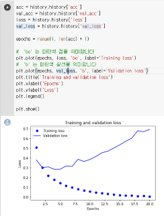 acc = history.history['acc']
val_acc = history.history['val_acc']
loss = history.history['loss']
val_loss = history.history['val_loss']
epochs = range(1, len(acc) + 1)
# 'bo'는 파란색 점을 의미합니다
plt.plot(epochs, loss, 'bo', label='Training loss')
# 'b'는 파란색 실선을 의미합니다
plt.plot(epochs, val_loss, 'b', label='Validation loss')
plt.title('Training and validation loss')
plt.xlabel('Epochs')
plt.ylabel('Loss')
plt.legend()
plt.show()
Training and validation loss
Training loss
Validation loss
0.7
0.6
0.5
0.4
0.3
0.2
0.1
0.0
2.5 5.0 7.5 10.0 12.5 15.0 17.5 20.0
Epochs